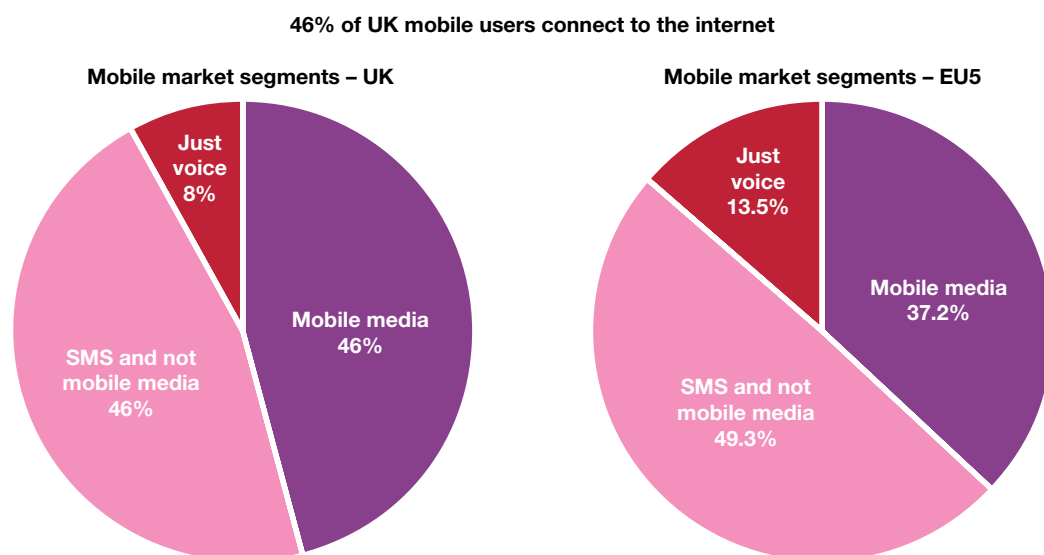 46% of UK mobile users connect to the internet
Mobile market segments – UK
Just
voice
8%
Mobile media
46%
SMS and not
mobile media
46%
Mobile market segments – EU5
Just
voice
13.5%
Mobile media
37.2%
SMS and not
mobile media
49.3%